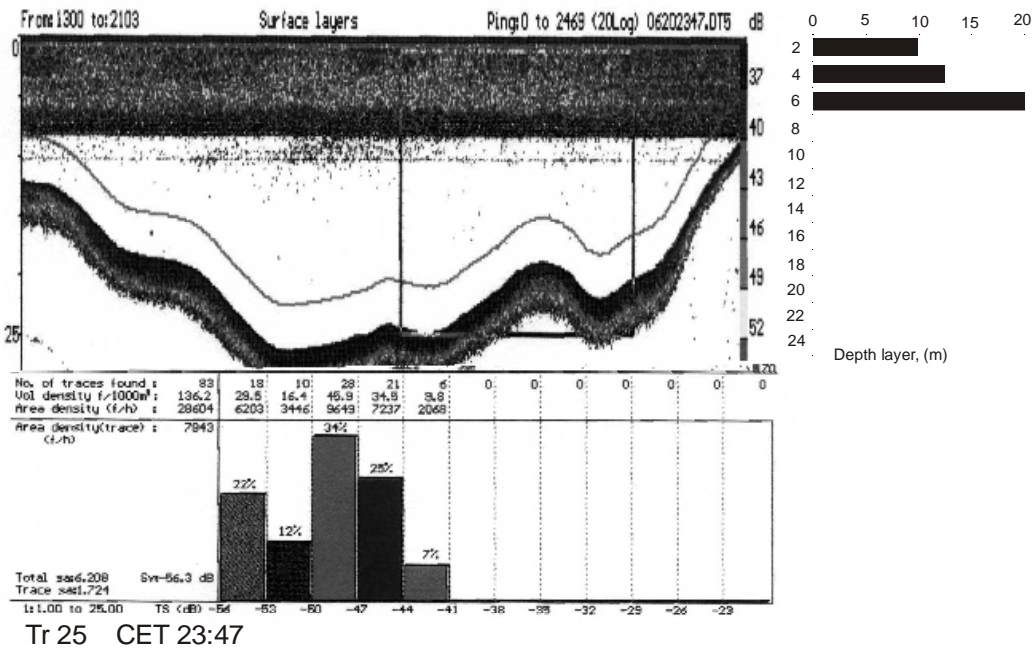 From:1300 to:2103 Surface layers Ping:0 to 2469 (20Log) 06202347.DT5 dB
0
37
40
43
46
49
52
25
0 5 10 15 20
2
4
6
8
10
12
14
16
18
20
22
24
Depth layer, (m)
No. of traces found : 83 18 10 28 21 6 0 0 0 0 0 0 0
Vol density f/1000m³: 136.2 29.5 16.4 45.9 34.5 9.8
Area density (f/h) : 28604 6203 3446 9649 7237 2068
Area density(trace) : 7943
(f/h)
22%
12%
34%
25%
7%
Total sa:6.208 Sv:-56.3 dB
Trace sa:1.724
1:1.00 to 25.00 TS (dB) -56 -53 -50 -47 -44 -41 -38 -35 -32 -29 -26 -23
Tr 25 CET 23:47